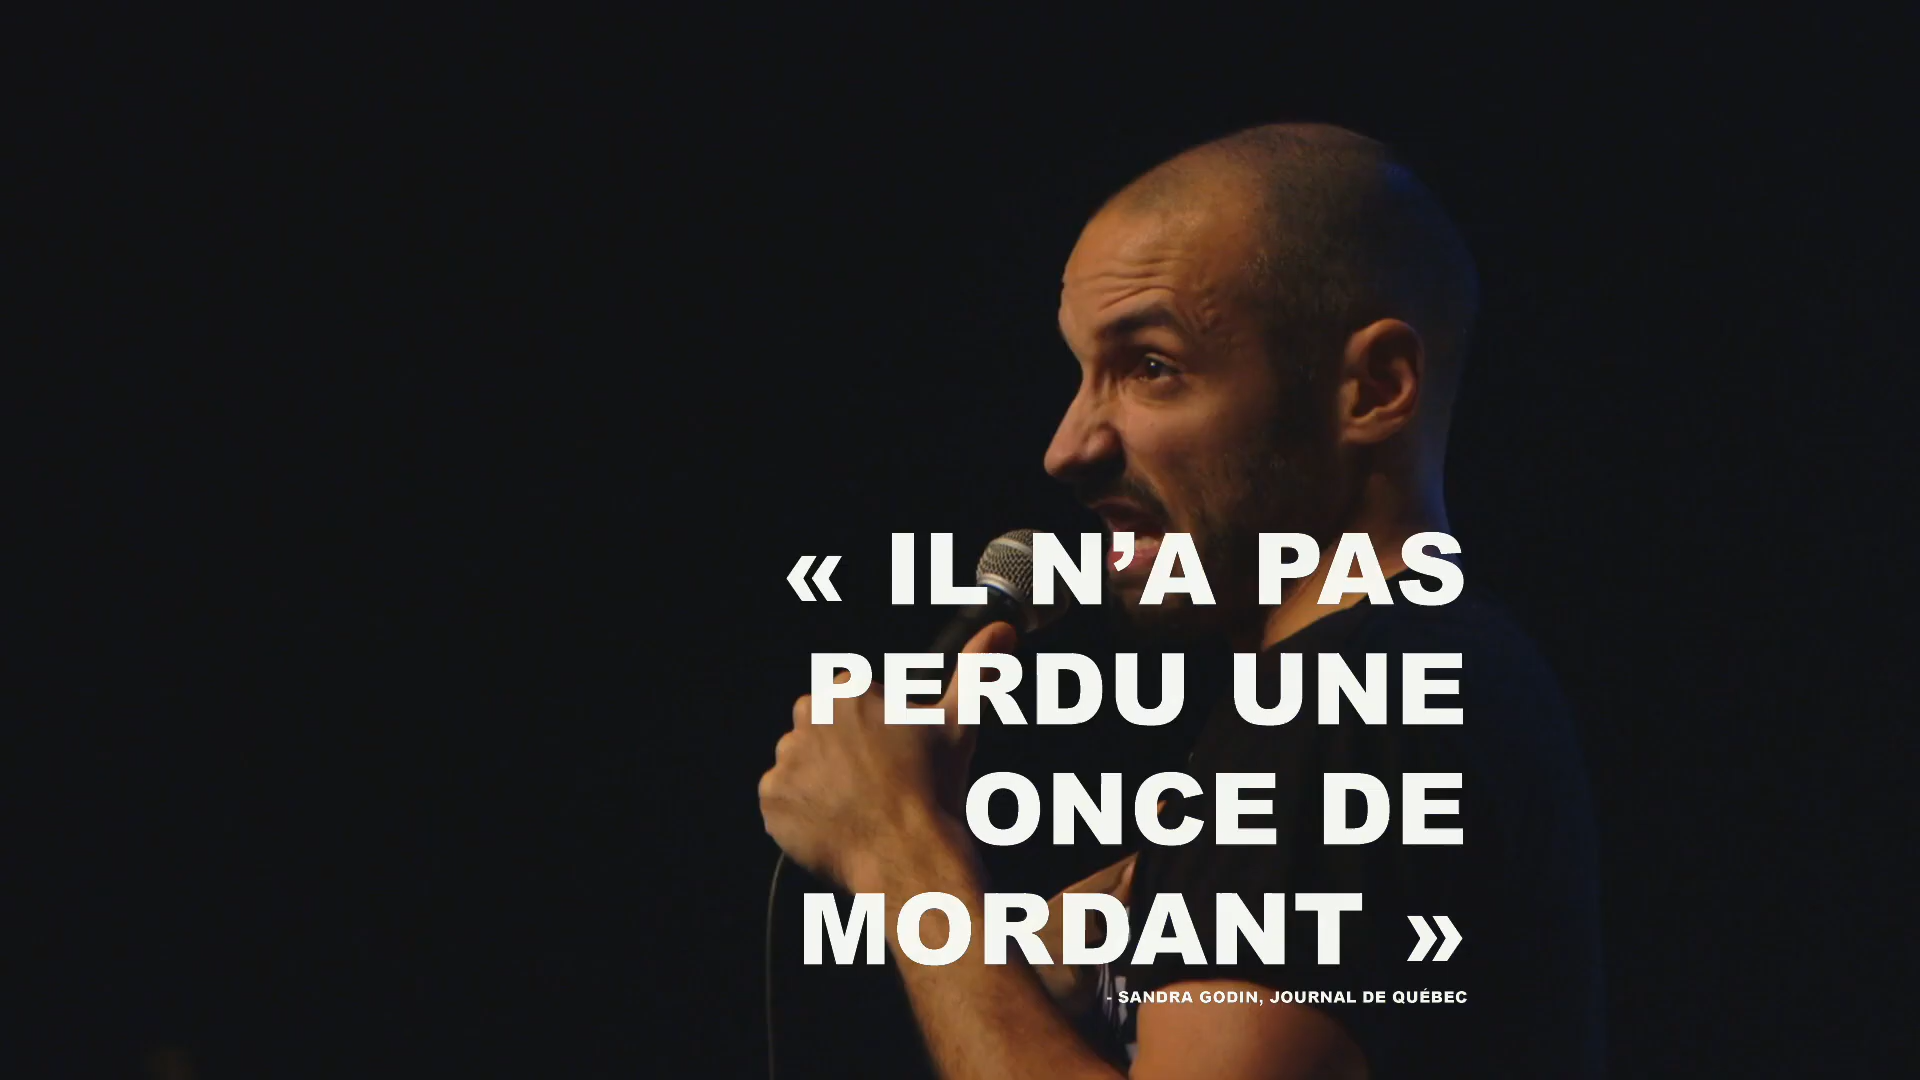 « IL N’A PAS
PERDU UNE
ONCE DE
MORDANT »
- SANDRA GODIN, JOURNAL DE QUÉBEC